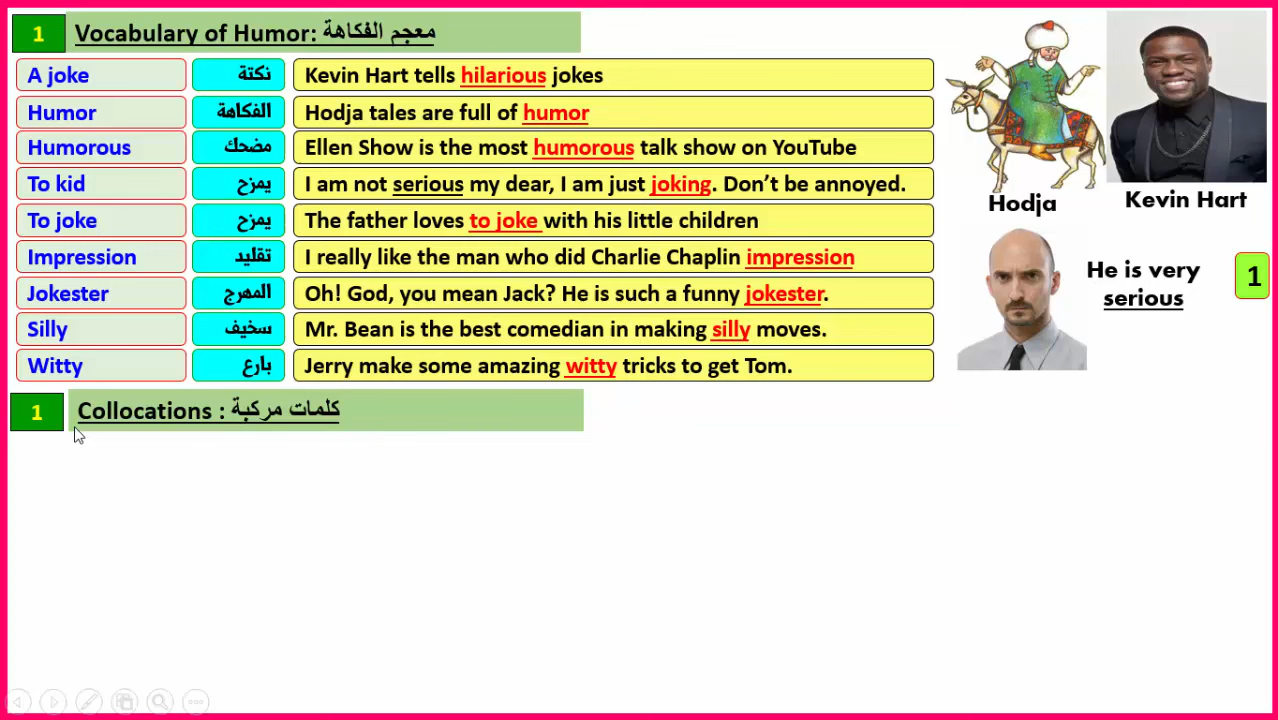 1 Vocabulary of Humor: معجم الفكاهة
A joke نكتة Kevin Hart tells hilarious jokes
Humor الفكاهة Hodja tales are full of humor
Humorous مضحك Ellen Show is the most humorous talk show on YouTube
To kid يمزح I am not serious my dear, I am just joking. Don’t be annoyed.
To joke يمزح The father loves to joke with his little children
Impression تقليد I really like the man who did Charlie Chaplin impression
Jokester المهرج Oh! God, you mean Jack? He is such a funny jokester.
Silly سخيف Mr. Bean is the best comedian in making silly moves.
Witty بارع Jerry make some amazing witty tricks to get Tom.
1 Collocations : كلمات مركبة
Hodja
Kevin Hart
He is very
serious
1